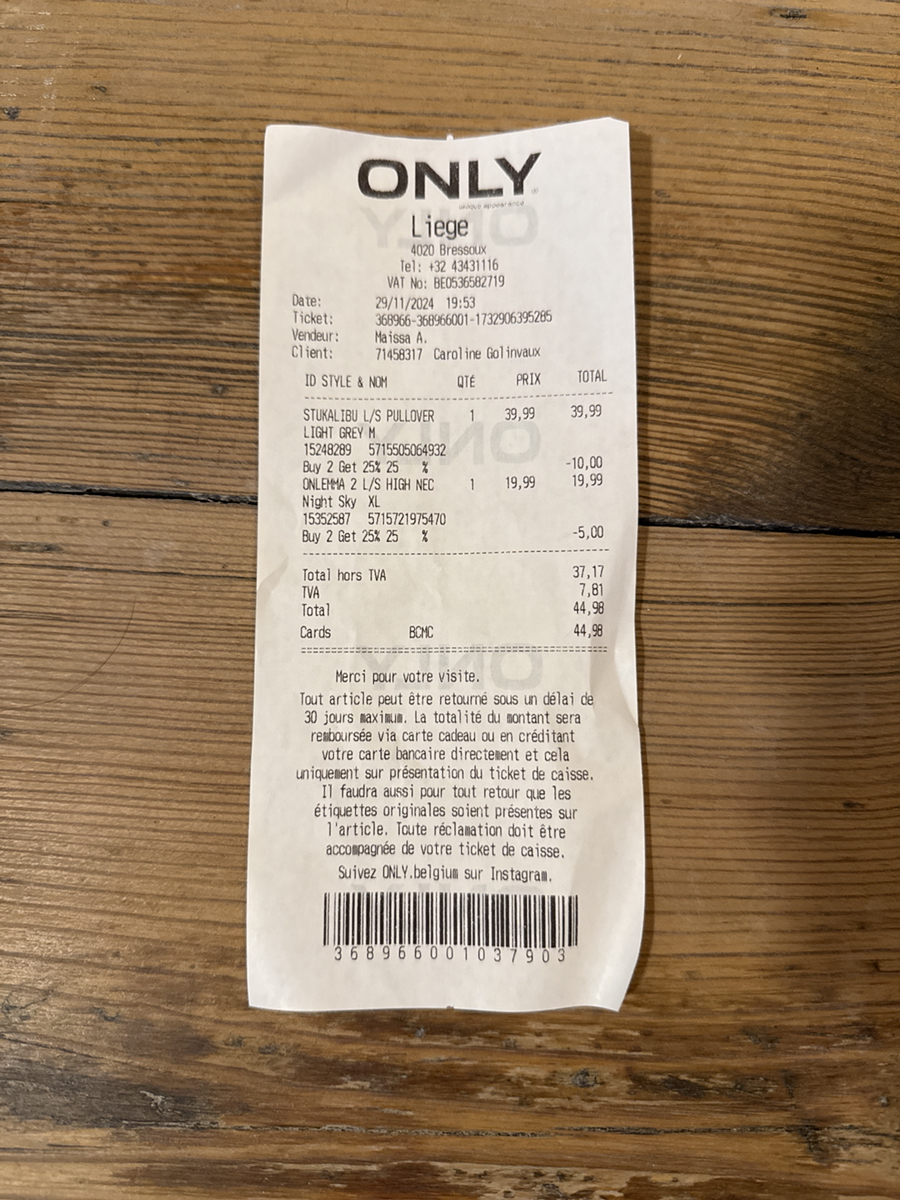 ONLY
Liege
4020 Bressoux
Tel: +32 43431116
VAT No: BE0536582719
Date: 29/11/2024 19:53
Ticket: 368966-368966001-1732906395285
Vendeur: Maissa A.
Client: 71458317 Caroline Golinvaux
ID STYLE & NOM QTÉ PRIX TOTAL
STUKALIBU L/S PULLOVER 1 39,99 39,99
LIGHT GREY M
15248289 5715505064932
Buy 2 Get 25% 25 % -10,00
ONLEMMA 2 L/S HIGH NEC 1 19,99 19,99
Night Sky XL
15352587 5715721975470
Buy 2 Get 25% 25 % -5,00
Total hors TVA 37,17
TVA 7,81
Total 44,98
Cards BCMC 44,98
Merci pour votre visite.
Tout article peut être retourné sous un délai de
30 jours maximum. La totalité du montant sera
remboursée via carte cadeau ou en créditant
votre carte bancaire directement et cela
uniquement sur présentation du ticket de caisse.
Il faudra aussi pour tout retour que les
étiquettes originales soient présentes sur
l'article. Toute réclamation doit être
accompagnée de votre ticket de caisse.
Suivez ONLY.belgium sur Instagram.
368966001037903